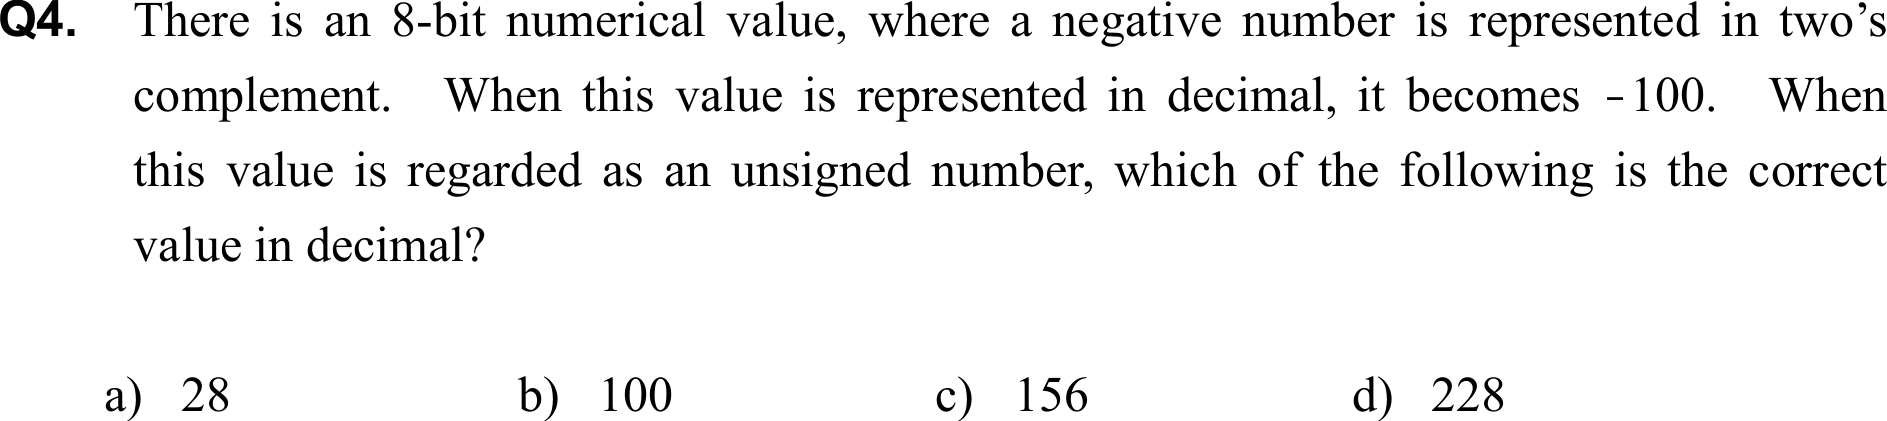 Q4. There is an 8-bit numerical value, where a negative number is represented in two’s
complement. When this value is represented in decimal, it becomes −100. When
this value is regarded as an unsigned number, which of the following is the correct
value in decimal?
a) 28 b) 100 c) 156 d) 228